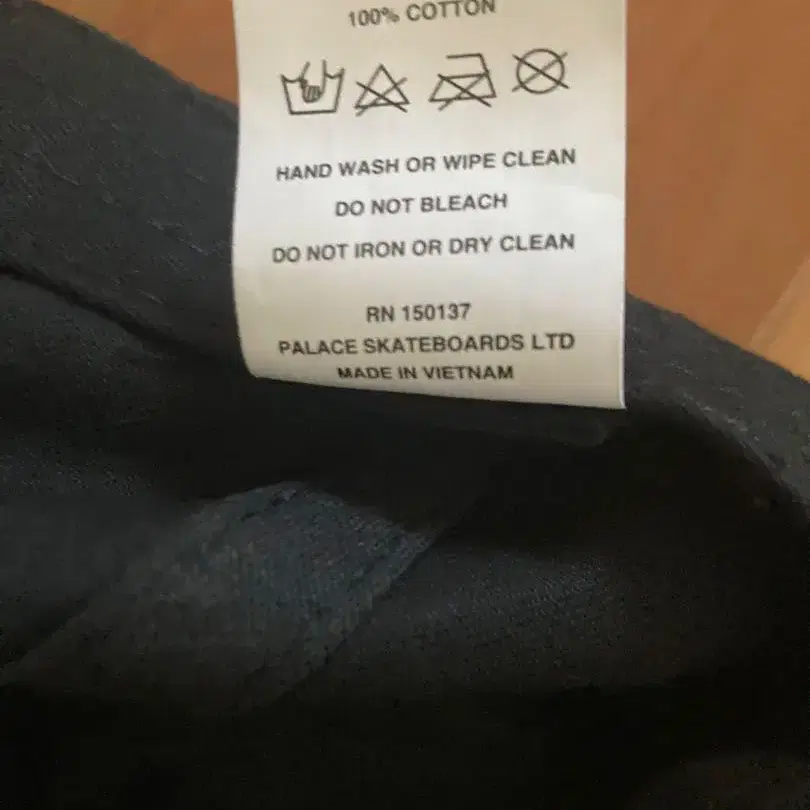 100% COTTON
HAND WASH OR WIPE CLEAN
DO NOT BLEACH
DO NOT IRON OR DRY CLEAN
RN 150137
PALACE SKATEBOARDS LTD
MADE IN VIETNAM